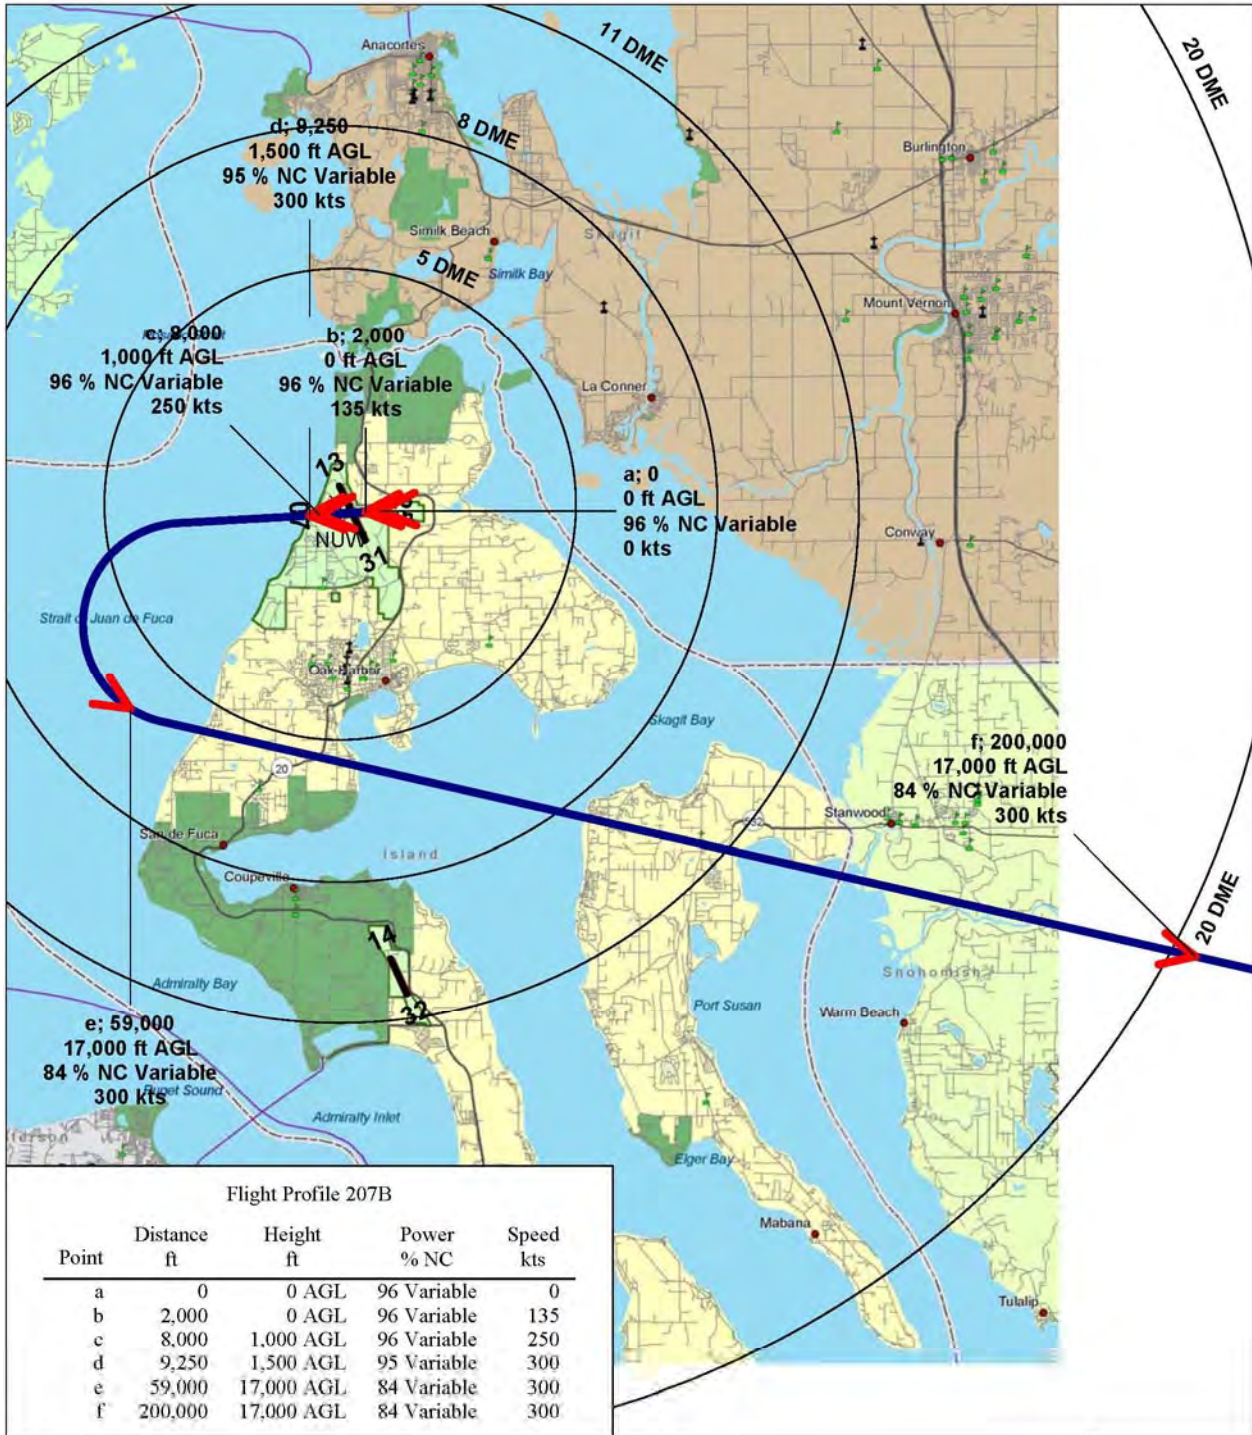 11 DME
20 DME
Anacortes
8 DME
d; 9,250
1,500 ft AGL
95 % NC Variable
300 kts
Burlington
Similk Beach
Skagit
5 DME
Similk Bay
Mount Vernon
c; 8,000
1,000 ft AGL
96 % NC Variable
250 kts
b; 2,000
0 ft AGL
96 % NC Variable
135 kts
La Conner
13
a; 0
0 ft AGL
96 % NC Variable
0 kts
07
NUW
31
Conway
Strait of Juan de Fuca
Oak Harbor
Skagit Bay
f; 200,000
17,000 ft AGL
84 % NC Variable
300 kts
20
Stanwood
532
San de Fuca
Island
Coupeville
20 DME
14
Snohomish
Admiralty Bay
Port Susan
32
Warm Beach
e; 59,000
17,000 ft AGL
84 % NC Variable
300 kts
Puget Sound
Admiralty Inlet
Elger Bay
Mabana
Tulalip
Flight Profile 207B
Point Distance ft Height ft Power % NC Speed kts
a 0 0 AGL 96 Variable 0
b 2,000 0 AGL 96 Variable 135
c 8,000 1,000 AGL 96 Variable 250
d 9,250 1,500 AGL 95 Variable 300
e 59,000 17,000 AGL 84 Variable 300
f 200,000 17,000 AGL 84 Variable 300